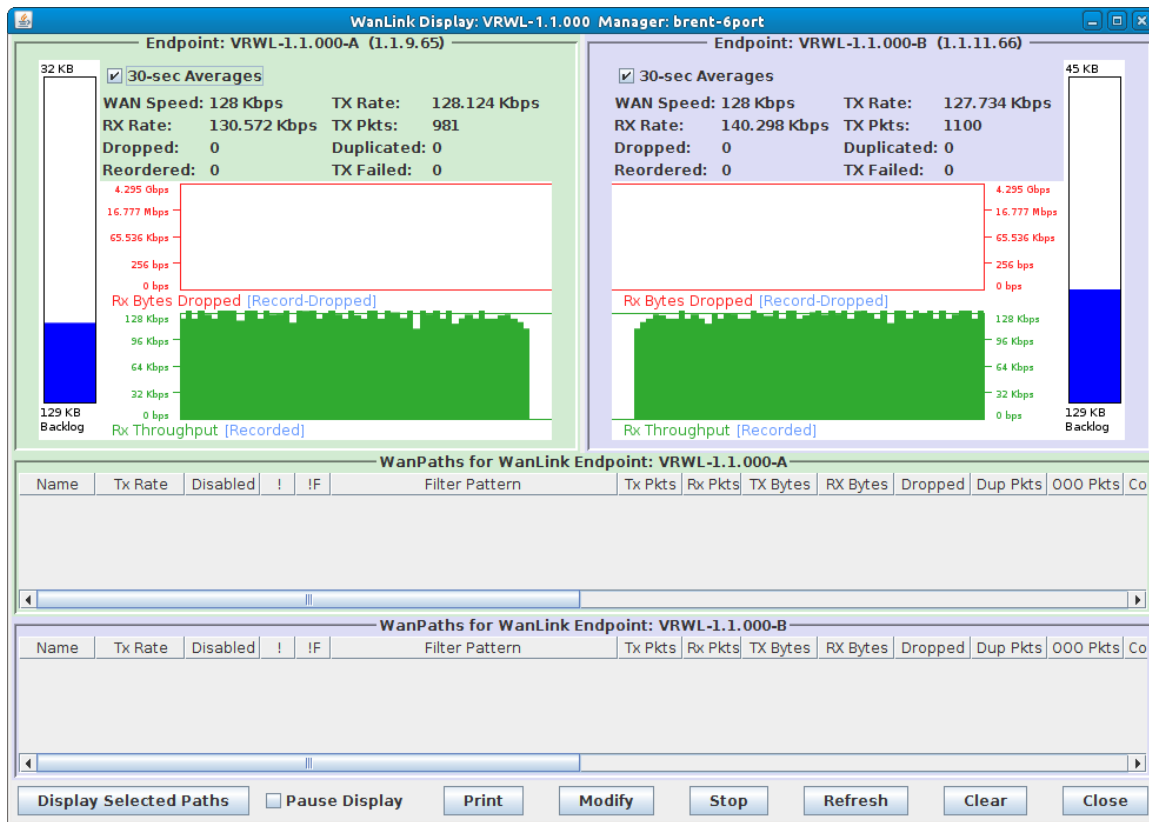 WanLink Display: VRWL-1.1.000 Manager: brent-6port
Endpoint: VRWL-1.1.000-A (1.1.9.65)
32 KB
30-sec Averages
WAN Speed: 128 Kbps TX Rate: 128.124 Kbps
RX Rate: 130.572 Kbps TX Pkts: 981
Dropped: 0 Duplicated: 0
Reordered: 0 TX Failed: 0
4.295 Gbps
16.777 Mbps
65.536 Kbps
256 bps
0 bps
Rx Bytes Dropped [Record-Dropped]
128 Kbps
96 Kbps
64 Kbps
32 Kbps
0 bps
129 KB
Backlog
Rx Throughput [Recorded]
Endpoint: VRWL-1.1.000-B (1.1.11.66)
45 KB
30-sec Averages
WAN Speed: 128 Kbps TX Rate: 127.734 Kbps
RX Rate: 140.298 Kbps TX Pkts: 1100
Dropped: 0 Duplicated: 0
Reordered: 0 TX Failed: 0
4.295 Gbps
16.777 Mbps
65.536 Kbps
256 bps
0 bps
Rx Bytes Dropped [Record-Dropped]
128 Kbps
96 Kbps
64 Kbps
32 Kbps
0 bps
129 KB
Backlog
Rx Throughput [Recorded]
WanPaths for WanLink Endpoint: VRWL-1.1.000-A
Name Tx Rate Disabled ! !F Filter Pattern Tx Pkts Rx Pkts TX Bytes RX Bytes Dropped Dup Pkts OOO Pkts Co
WanPaths for WanLink Endpoint: VRWL-1.1.000-B
Name Tx Rate Disabled ! !F Filter Pattern Tx Pkts Rx Pkts TX Bytes RX Bytes Dropped Dup Pkts OOO Pkts Co
Display Selected Paths Pause Display Print Modify Stop Refresh Clear Close